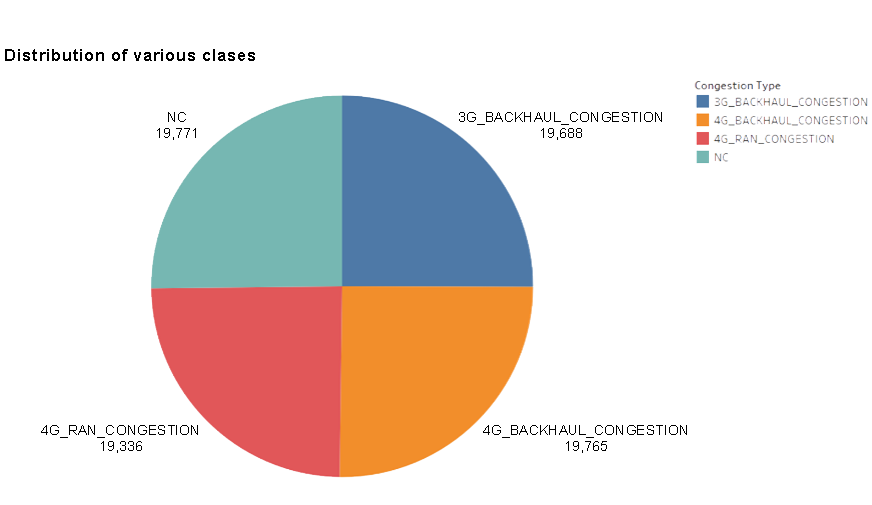 Distribution of various clases
NC
19,771
3G_BACKHAUL_CONGESTION
19,688
4G_RAN_CONGESTION
19,336
4G_BACKHAUL_CONGESTION
19,765
Congestion Type
3G_BACKHAUL_CONGESTION
4G_BACKHAUL_CONGESTION
4G_RAN_CONGESTION
NC